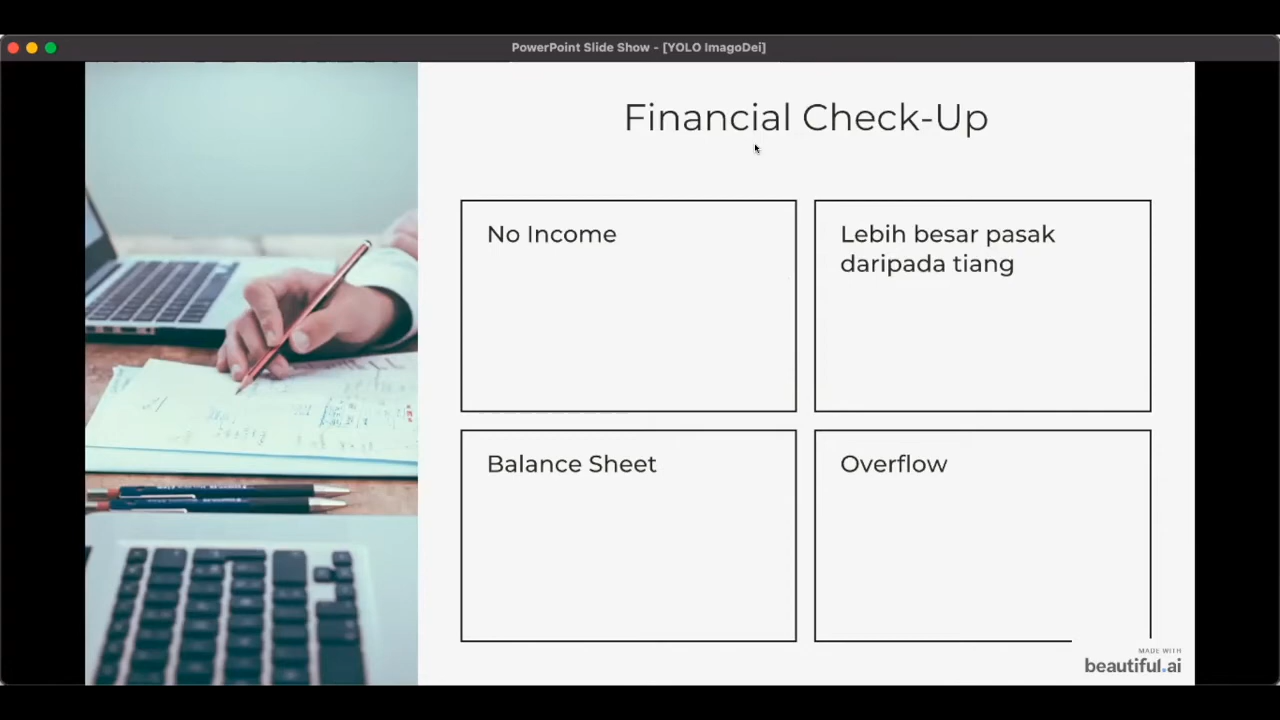 PowerPoint Slide Show - [YOLO ImagoDei]
Financial Check-Up
No Income
Lebih besar pasak
daripada tiang
Balance Sheet
Overflow
MADE WITH
beautiful.ai